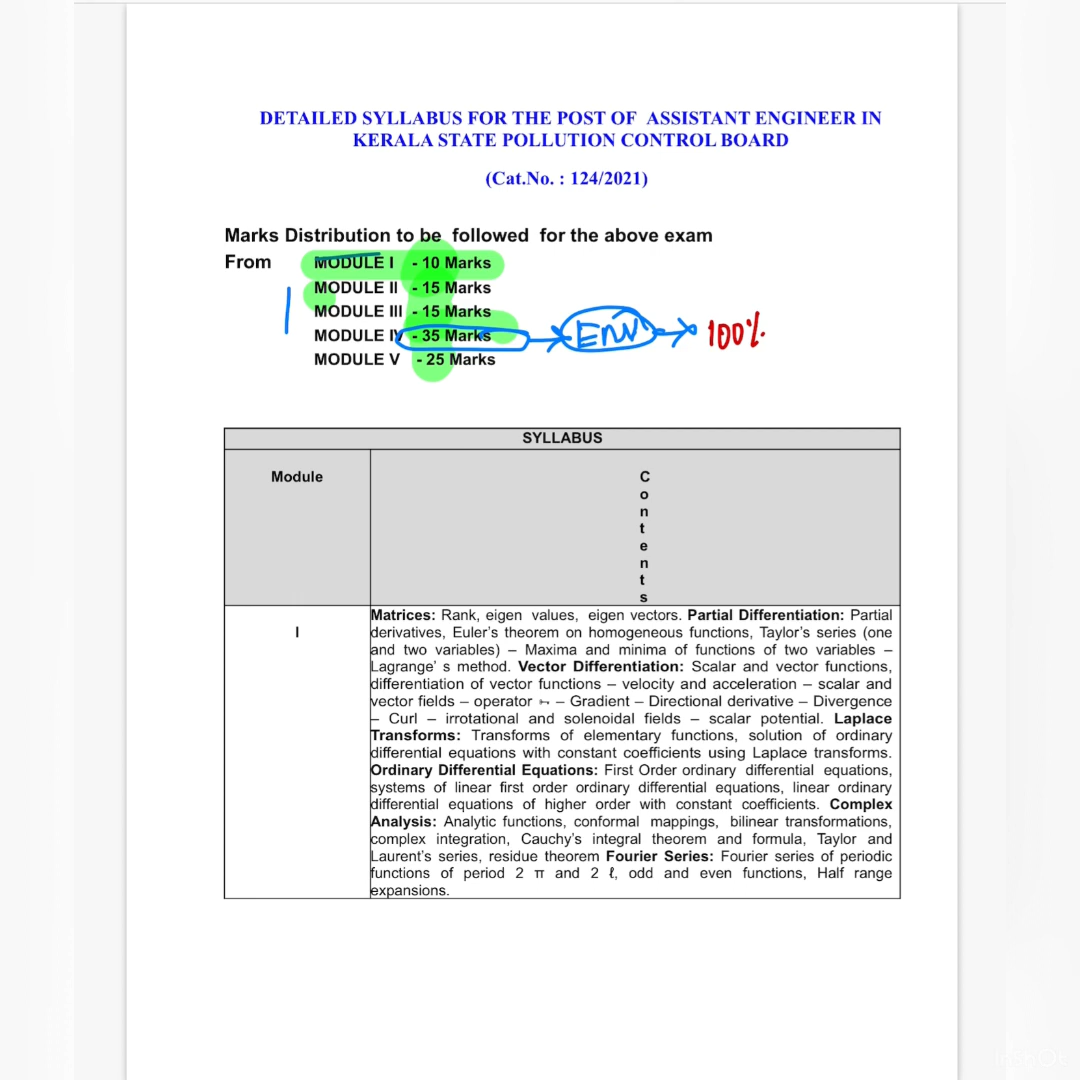 DETAILED SYLLABUS FOR THE POST OF ASSISTANT ENGINEER IN
KERALA STATE POLLUTION CONTROL BOARD
(Cat.No. : 124/2021)
Marks Distribution to be followed for the above exam
From MODULE I - 10 Marks
MODULE II - 15 Marks
MODULE III - 15 Marks
MODULE IV - 35 Marks → ENV → 100%
MODULE V - 25 Marks
SYLLABUS
Module
C
o
n
t
e
n
t
s
I
Matrices: Rank, eigen values, eigen vectors. Partial Differentiation: Partial
derivatives, Euler's theorem on homogeneous functions, Taylor's series (one
and two variables) – Maxima and minima of functions of two variables –
Lagrange' s method. Vector Differentiation: Scalar and vector functions,
differentiation of vector functions – velocity and acceleration – scalar and
vector fields – operator – Gradient – Directional derivative – Divergence
– Curl – irrotational and solenoidal fields – scalar potential. Laplace
Transforms: Transforms of elementary functions, solution of ordinary
differential equations with constant coefficients using Laplace transforms.
Ordinary Differential Equations: First Order ordinary differential equations,
systems of linear first order ordinary differential equations, linear ordinary
differential equations of higher order with constant coefficients. Complex
Analysis: Analytic functions, conformal mappings, bilinear transformations,
complex integration, Cauchy's integral theorem and formula, Taylor and
Laurent's series, residue theorem Fourier Series: Fourier series of periodic
functions of period 2 π and 2 ℓ, odd and even functions, Half range
expansions.